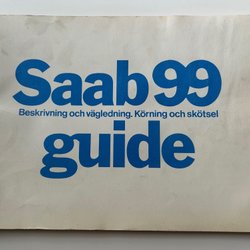 Saab 99
Beskrivning och vägledning. Körning och skötsel
guide